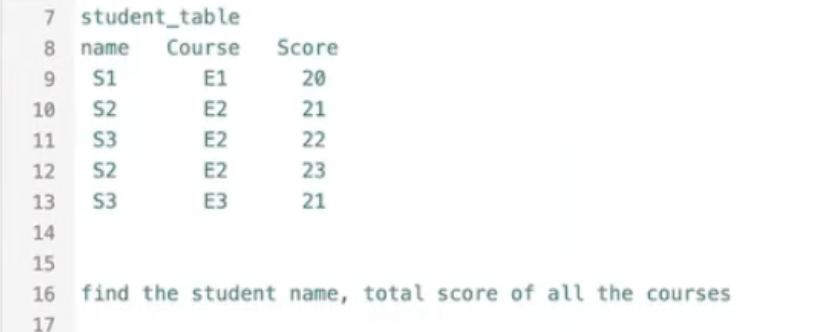 7 student_table
8 name Course Score
9 S1 E1 20
10 S2 E2 21
11 S3 E2 22
12 S2 E2 23
13 S3 E3 21
14
15
16 find the student name, total score of all the courses
17